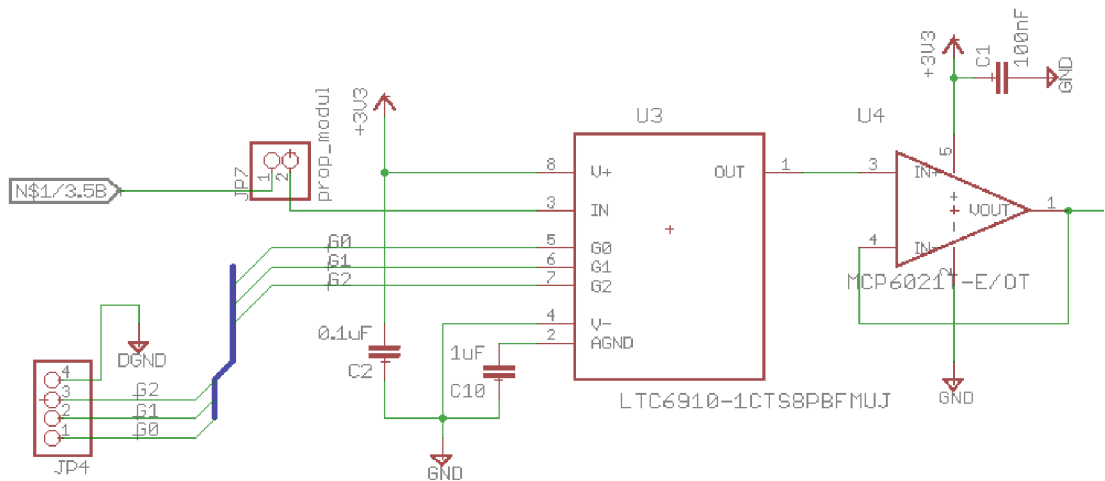 +3V3
C1
100nF
GND
U3
U4
+3V3
prop_modul
JP7
1
2
N$1/3.5B
8
V+
OUT
1
3
IN+
5
3
IN
+
-
VOUT
1
G0
5
G0
4
IN-
G1
6
G1
G2
7
G2
2
MCP6021T-E/OT
4
V-
0.1uF
2
AGND
1uF
DGND
C2
C10
4
3
2
1
G2
G1
G0
JP4
GND
LTC6910-1CTS8PBFMUJ
GND